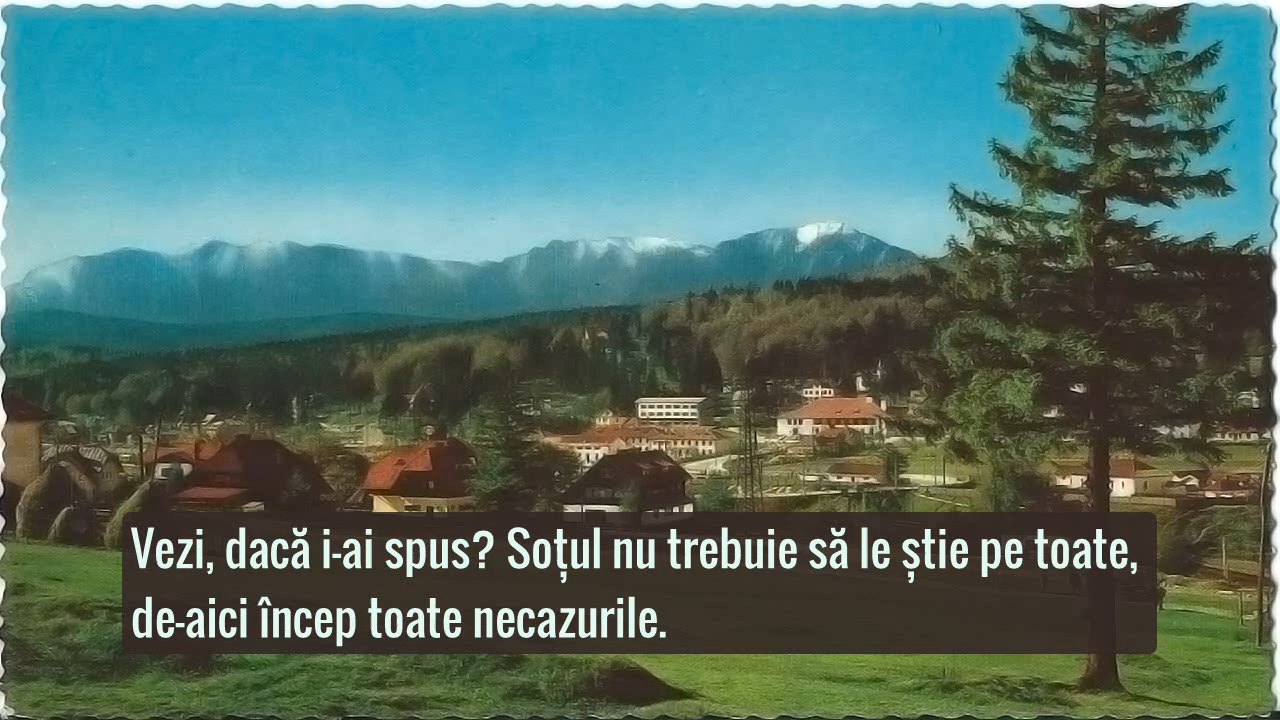 Vezi, dacă i-ai spus? Soțul nu trebuie să le știe pe toate,
de-aici încep toate necazurile.